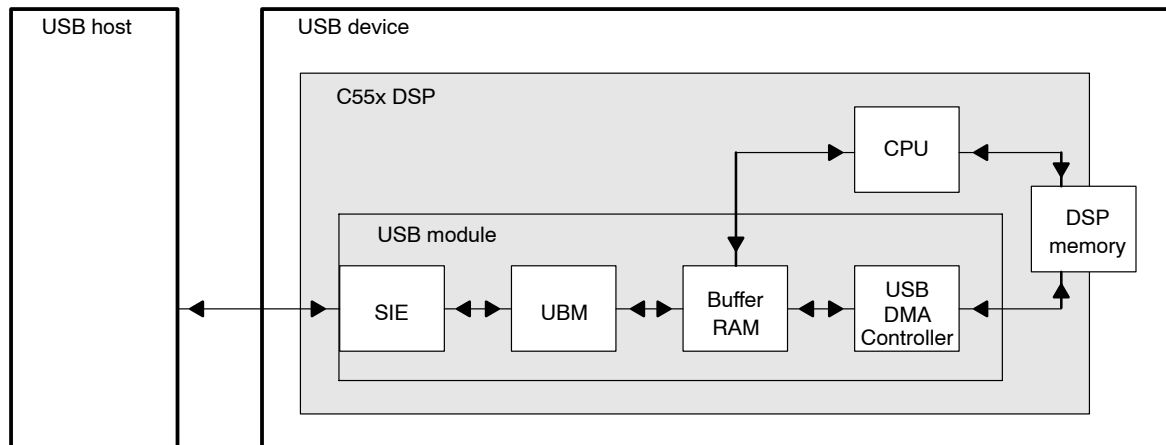 USB host
USB device
C55x DSP
CPU
DSP
memory
USB module
SIE
UBM
Buffer
RAM
USB
DMA
Controller